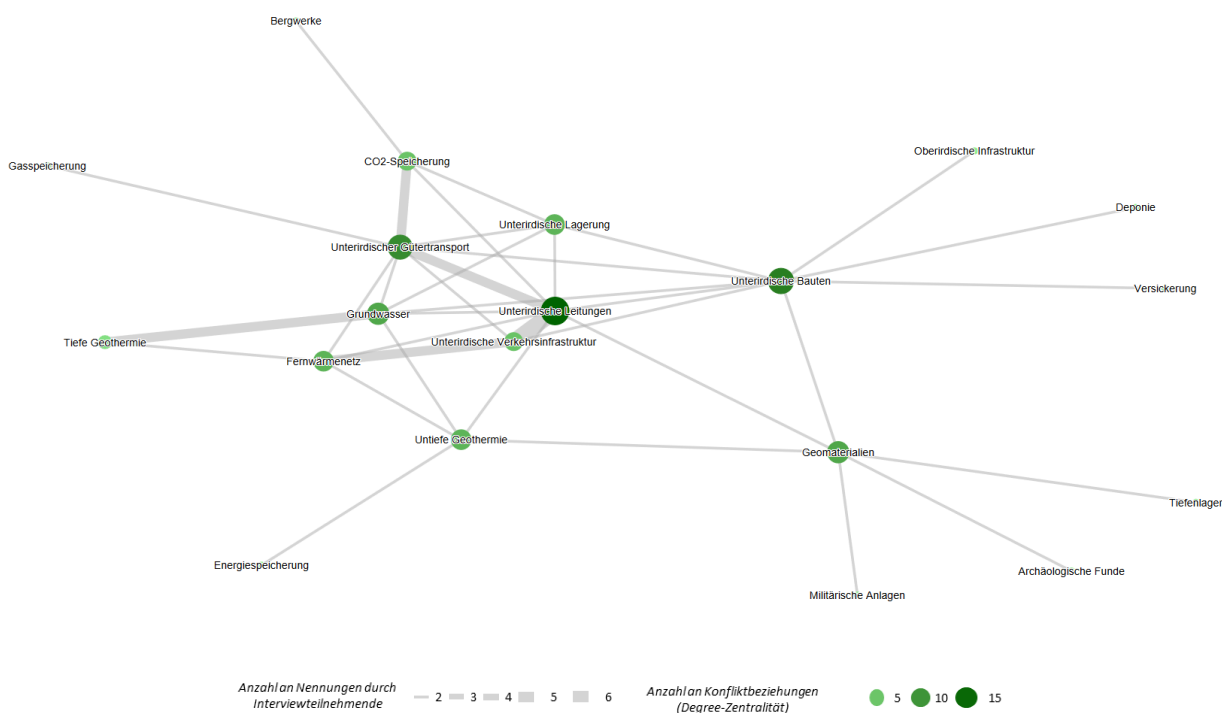 Bergwerke
Oberirdische Infrastruktur
CO2-Speicherung
Gasspeicherung
Deponie
Unterirdische Lagerung
Unterirdischer Gütertransport
Unterirdische Bauten
Versickerung
Unterirdische Leitungen
Grundwasser
Tiefe Geothermie
Unterirdische Verkehrsinfrastruktur
Fernwärmenetz
Untiefe Geothermie
Geomaterialien
Tiefenlager
Energiespeicherung
Archäologische Funde
Militärische Anlagen
Anzahl an Nennungen durch
Interviewteilnehmende
2 3 4 5 6
Anzahl an Konfliktbeziehungen
(Degree-Zentralität)
5 10 15